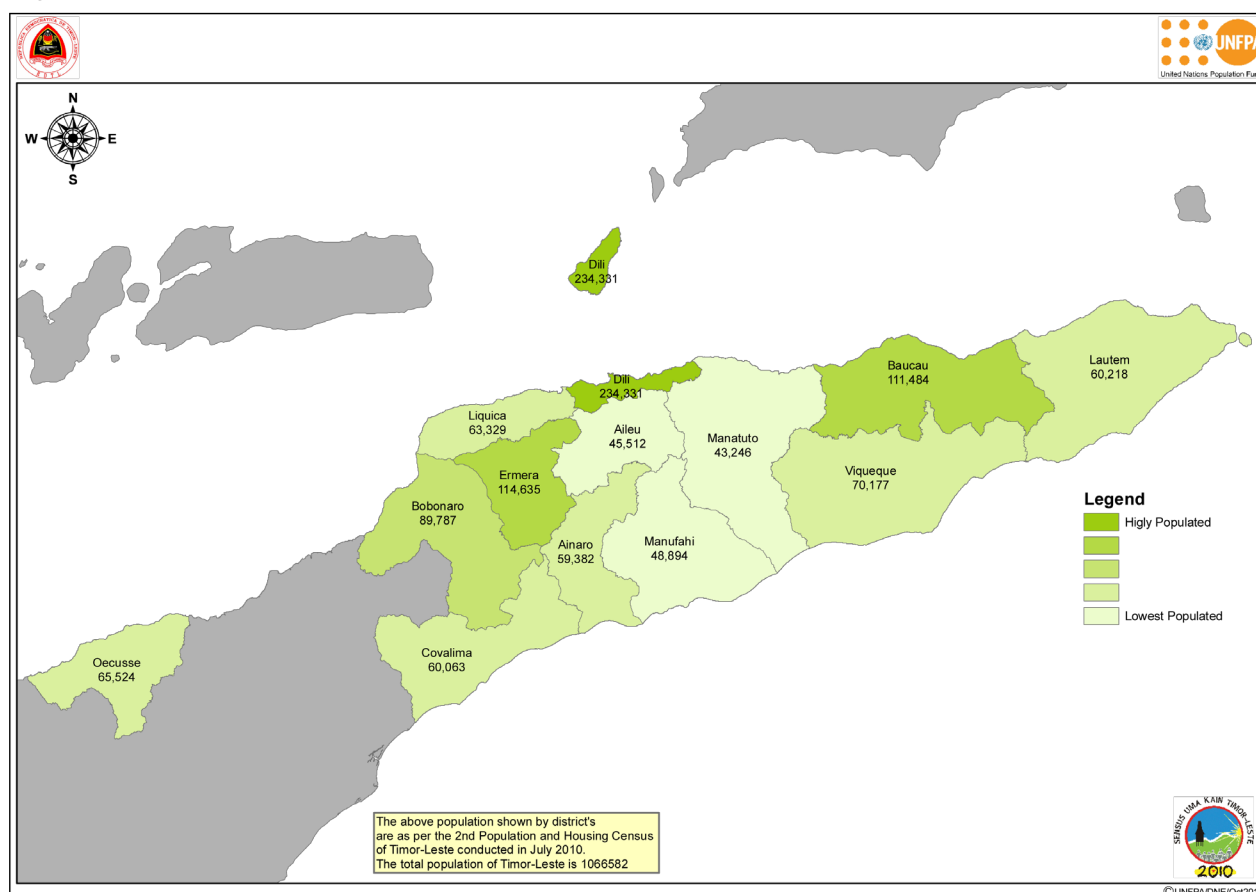 UNFPA
United Nations Population Fun
N
W
E
S
Dili
234,331
Dili
234,331
Baucau
111,484
Lautem
60,218
Liquica
63,329
Aileu
45,512
Manatuto
43,246
Ermera
114,635
Viqueque
70,177
Bobonaro
89,787
Ainaro
59,382
Manufahi
48,894
Covalima
60,063
Oecusse
65,524
Legend
Higly Populated
Lowest Populated
The above population shown by district's
are as per the 2nd Population and Housing Census
of Timor-Leste conducted in July 2010.
The total population of Timor-Leste is 1066582
SENSUS UMA KAIN TIMOR-LESTE
2010